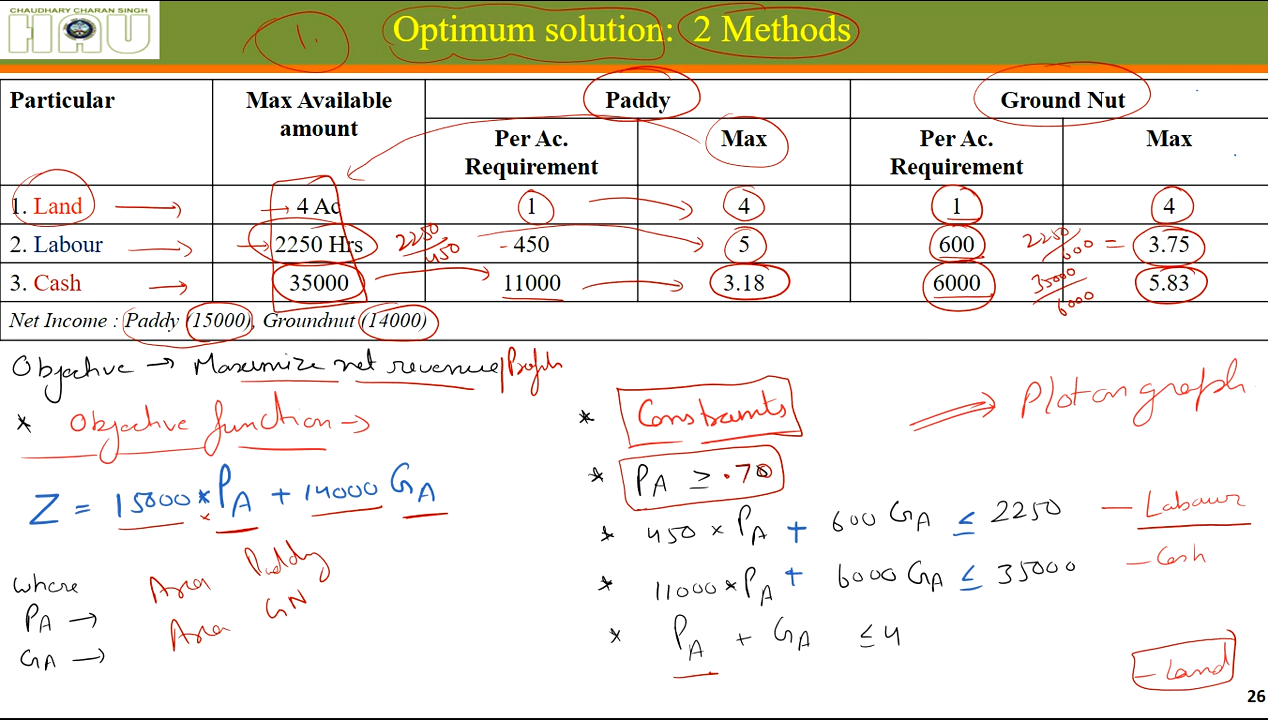 CHAUDHARY CHARAN SINGH
HAU
1.
Optimum solution: 2 Methods
Particular
Max Available amount
Paddy
Ground Nut
Per Ac. Requirement
Max
Per Ac. Requirement
Max
1. Land
4 Ac
1
4
1
4
2. Labour
2250 Hrs
2250/450
450
5
600
2250/600 =
3.75
3. Cash
35000
11000
3.18
6000
35000/6000
5.83
Net Income : Paddy (15000), Groundnut (14000)
Objective → Maximize net revenue/Profit
* Objective function →
Z = 15000 * PA + 14000 GA
where
PA → Area Paddy
GA → Area GN
* Constraints
⇒ Plot on graph
* PA ≥ .70
* 450 × PA + 600 GA ≤ 2250 — Labour
* 11000 * PA + 6000 GA ≤ 35000 — Cash
* PA + GA ≤ 4
- Land
26